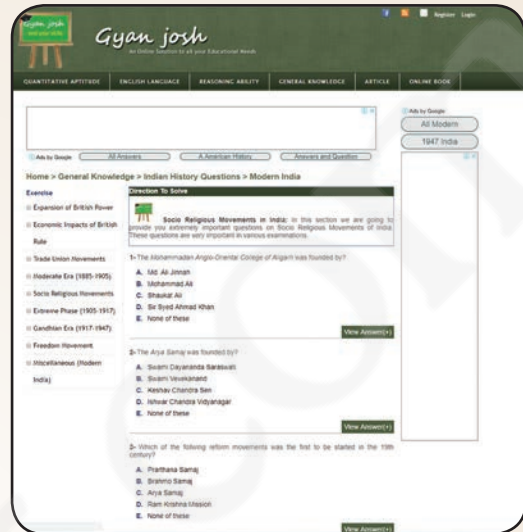 Gyan josh
Register Login
Gyan josh
An Online Solution to all your Educational Needs
QUANTITATIVE APTITUDE ENGLISH LANGUAGE REASONING ABILITY GENERAL KNOWLEDGE ARTICLE ONLINE BOOK
Ads by Google
All Modern
1947 India
Ads by Google All Answers A American History Answers and Question
Home > General Knowledge > Indian History Questions > Modern India
Exercise
Expansion of British Power
Economic Impacts of British
Rule
Trade Union Movements
Moderate Era (1885-1905)
Socio Religious Movements
Extreme Phase (1905-1917)
Gandhian Era (1917-1947)
Freedom Movement
Miscellaneous (Modern
India)
Direction To Solve
Socio Religious Movements in India: In this section we are going to
provide you extremely important questions on Socio Religious Movements of India.
These questions are very important in various examinations.
1- The Mohammadan Anglo-Oriental College of Aligarh was founded by?
A. Md. Ali Jinnah
B. Mohammad Ali
C. Shaukat Ali
D. Sir Syed Ahmad Khan
E. None of these
View Answer(+)
2- The Arya Samaj was founded by?
A. Swami Dayananda Saraswati
B. Swami Vevekanand
C. Keshav Chandra Sen
D. Ishwar Chandra Vidyanagar
E. None of these
View Answer(+)
3- Which of the following reform movements was the first to be started in the 19th
century?
A. Prarthana Samaj
B. Brahmo Samaj
C. Arya Samaj
D. Ram Krishna Mission
E. None of these
View Answer(+)